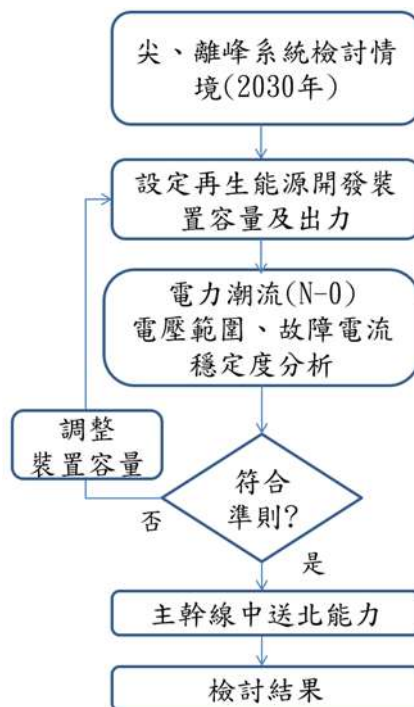 尖、離峰系統檢討情
境(2030年)
設定再生能源開發裝
置容量及出力
電力潮流(N-0)
電壓範圍、故障電流
穩定度分析
調整
裝置容量
符合
準則?
否
是
主幹線中送北能力
檢討結果